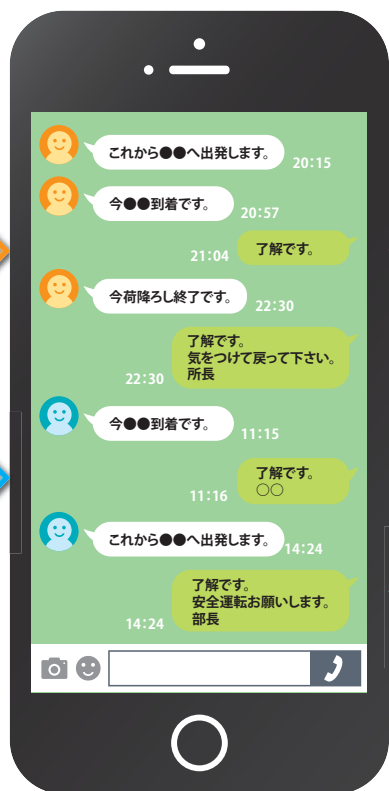 これから●●へ出発します。
20:15
今●●到着です。
20:57
了解です。
21:04
今荷降ろし終了です。
22:30
了解です。
気をつけて戻って下さい。
所長
22:30
今●●到着です。
11:15
了解です。
○○
11:16
これから●●へ出発します。
14:24
了解です。
安全運転お願いします。
部長
14:24